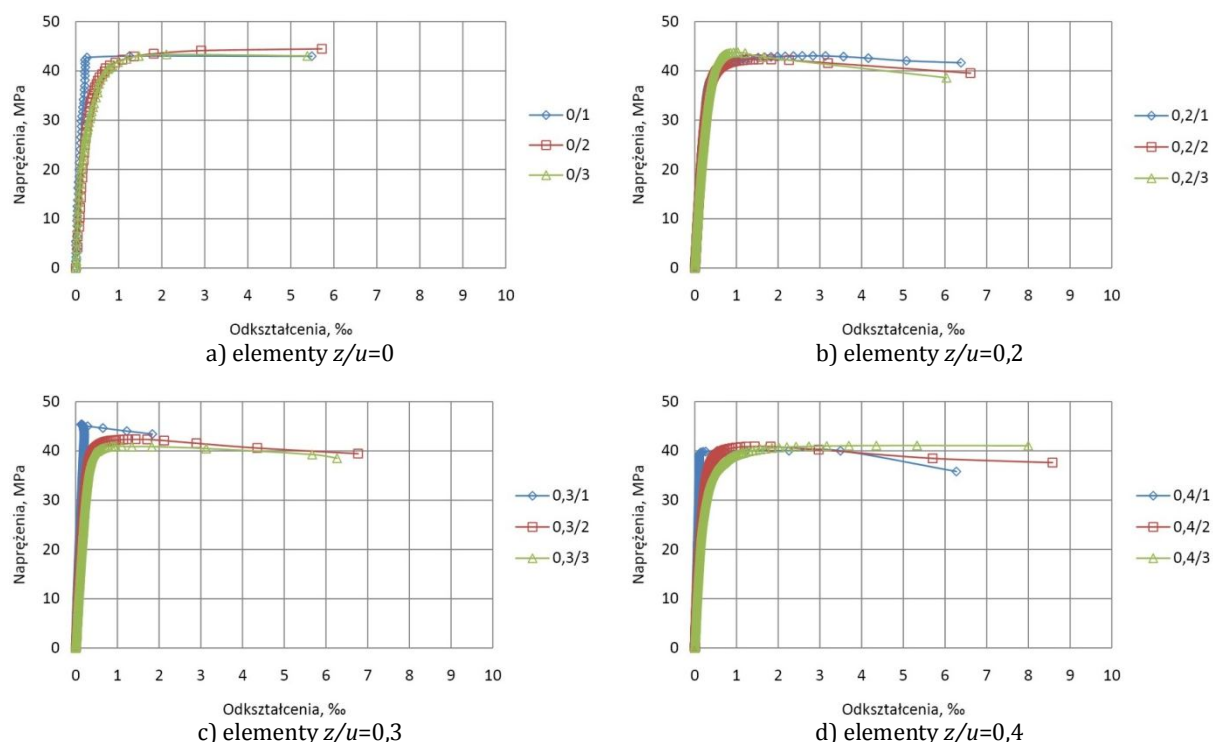 50
40
30
20
10
0
Naprężenia, MPa
0 1 2 3 4 5 6 7 8 9 10
Odkształcenia, ‰
0/1
0/2
0/3
a) elementy z/u=0
50
40
30
20
10
0
Naprężenia, MPa
0 1 2 3 4 5 6 7 8 9 10
Odkształcenia, ‰
0,2/1
0,2/2
0,2/3
b) elementy z/u=0,2
50
40
30
20
10
0
Naprężenia, MPa
0 1 2 3 4 5 6 7 8 9 10
Odkształcenia, ‰
0,3/1
0,3/2
0,3/3
c) elementy z/u=0,3
50
40
30
20
10
0
Naprężenia, MPa
0 1 2 3 4 5 6 7 8 9 10
Odkształcenia, ‰
0,4/1
0,4/2
0,4/3
d) elementy z/u=0,4